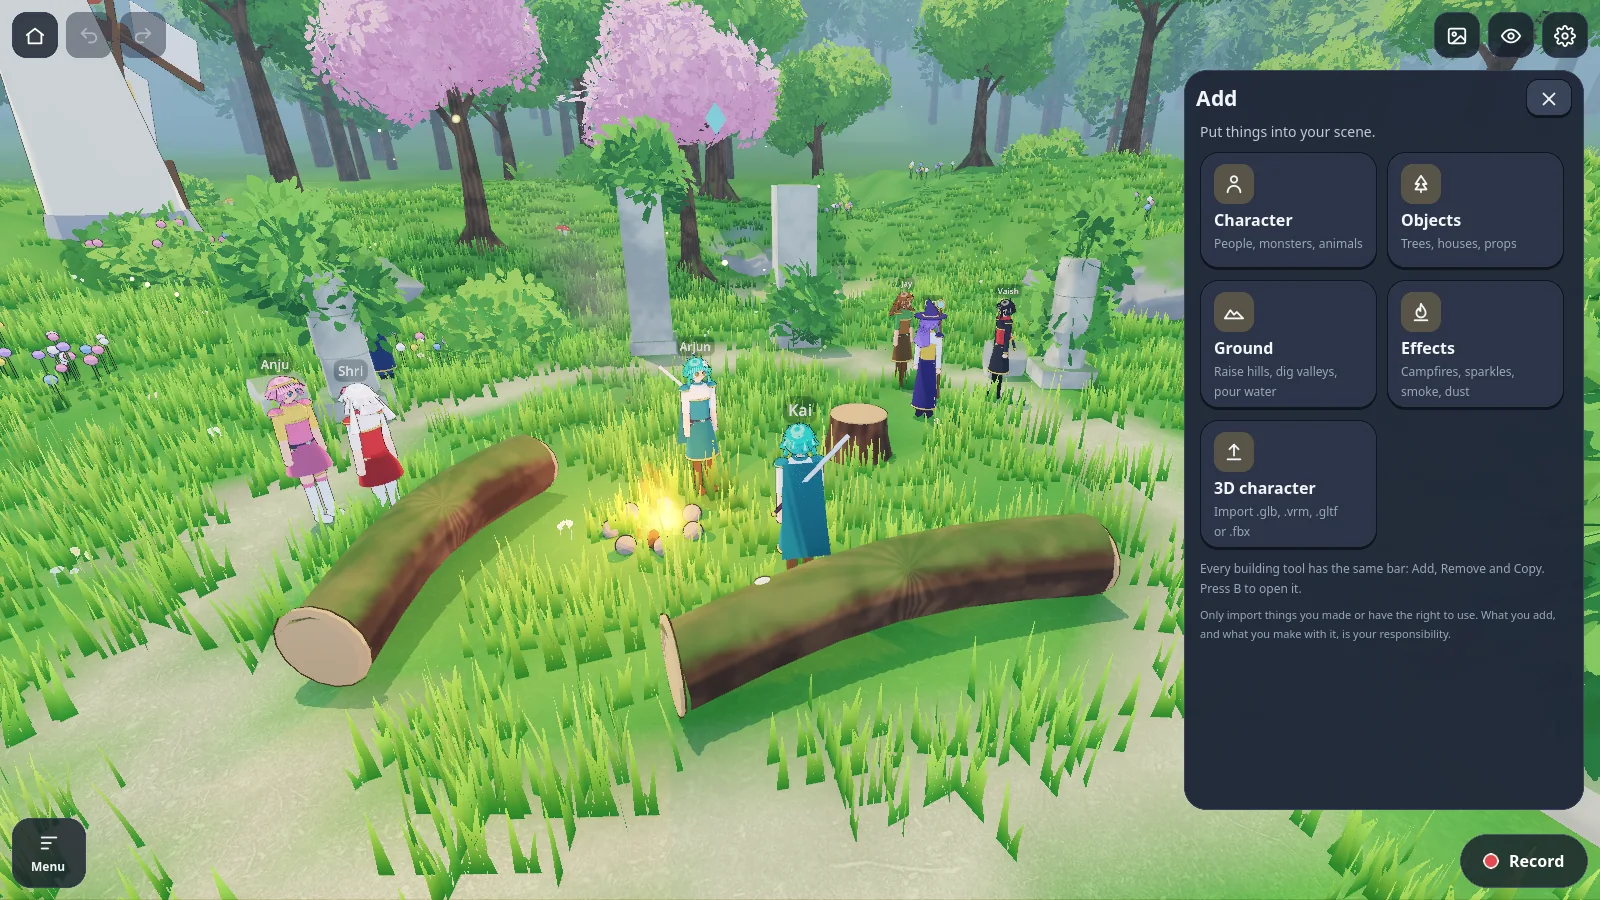 Add
Put things into your scene.
Character
People, monsters, animals
Objects
Trees, houses, props
Ground
Raise hills, dig valleys,
pour water
Effects
Campfires, sparkles,
smoke, dust
3D character
Import .glb, .vrm, .gltf
or .fbx
Every building tool has the same bar: Add, Remove and Copy.
Press B to open it.
Only import things you made or have the right to use. What you add,
and what you make with it, is your responsibility.
Jay
Vaish
Arjun
Anju
Shri
Kai
Menu
Record